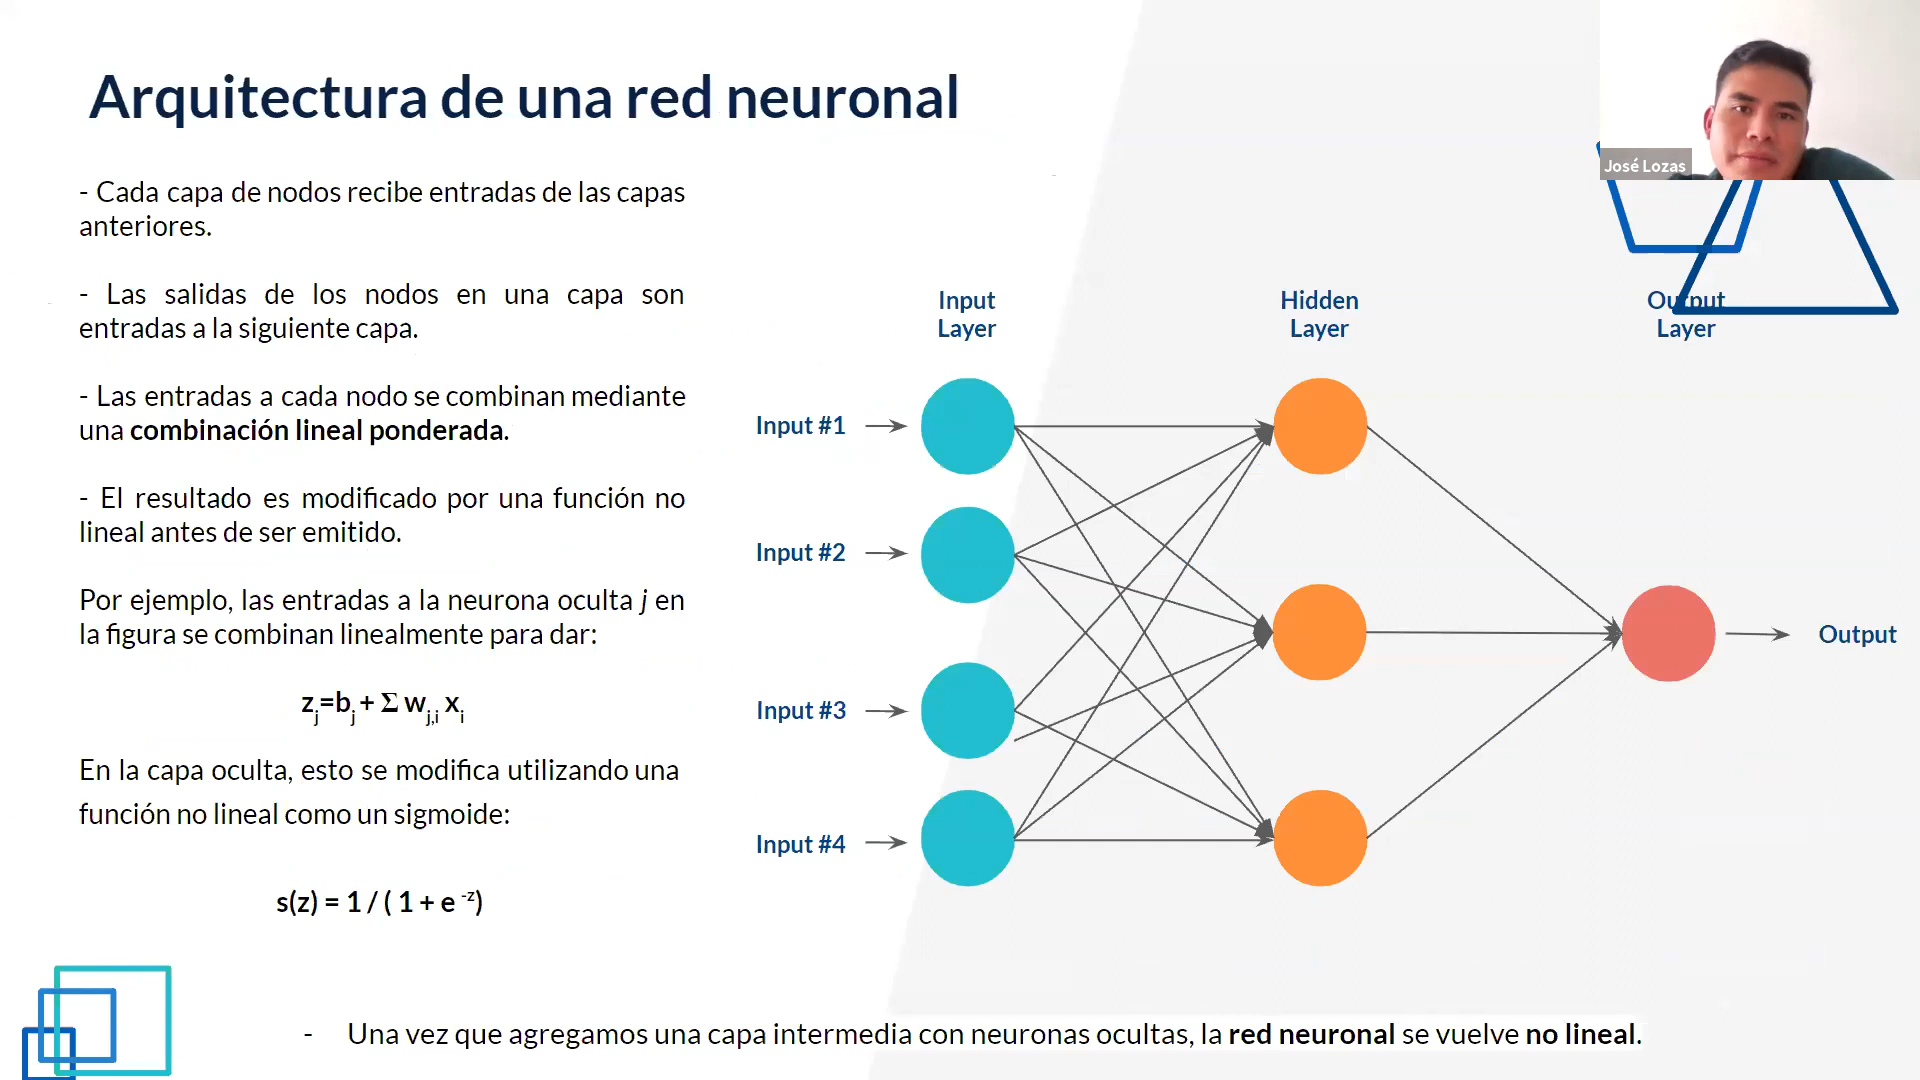 Arquitectura de una red neuronal
José Lozas
- Cada capa de nodos recibe entradas de las capas
anteriores.
- Las salidas de los nodos en una capa son
entradas a la siguiente capa.
- Las entradas a cada nodo se combinan mediante
una combinación lineal ponderada.
- El resultado es modificado por una función no
lineal antes de ser emitido.
Por ejemplo, las entradas a la neurona oculta j en
la figura se combinan linealmente para dar:
zj=bj + Σ wj,i xi
En la capa oculta, esto se modifica utilizando una
función no lineal como un sigmoide:
s(z) = 1 / ( 1 + e -z)
Input
Layer
Hidden
Layer
Output
Layer
Input #1
Input #2
Input #3
Input #4
Output
- Una vez que agregamos una capa intermedia con neuronas ocultas, la red neuronal se vuelve no lineal.